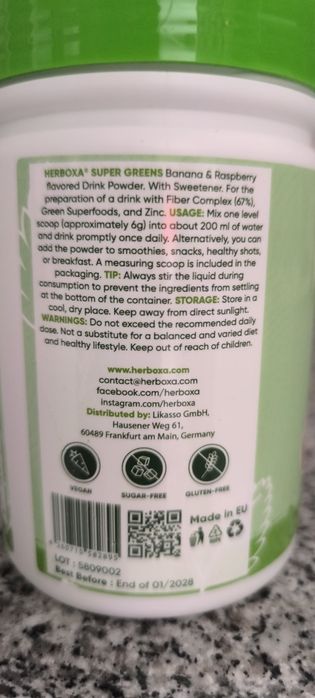 HERBOXA® SUPER GREENS Banana & Raspberry
flavored Drink Powder. With Sweetener. For the
preparation of a drink with Fiber Complex (67%),
Green Superfoods, and Zinc. USAGE: Mix one level
scoop (approximately 6g) into about 200 ml of water
and drink promptly once daily. Alternatively, you can
add the powder to smoothies, snacks, healthy shots,
or breakfast. A measuring scoop is included in the
packaging. TIP: Always stir the liquid during
consumption to prevent the ingredients from settling
at the bottom of the container. STORAGE: Store in a
cool, dry place. Keep away from direct sunlight.
WARNINGS: Do not exceed the recommended daily
dose. Not a substitute for a balanced and varied diet
and healthy lifestyle. Keep out of reach of children.
www.herboxa.com
contact@herboxa.com
facebook.com/herboxa
instagram.com/herboxa
Distributed by: Likasso GmbH,
Hausener Weg 61,
60489 Frankfurt am Main, Germany
VEGAN
SUGAR-FREE
GLUTEN-FREE
Made in EU
LOT: 5809002
Best Before: End of 01/2028